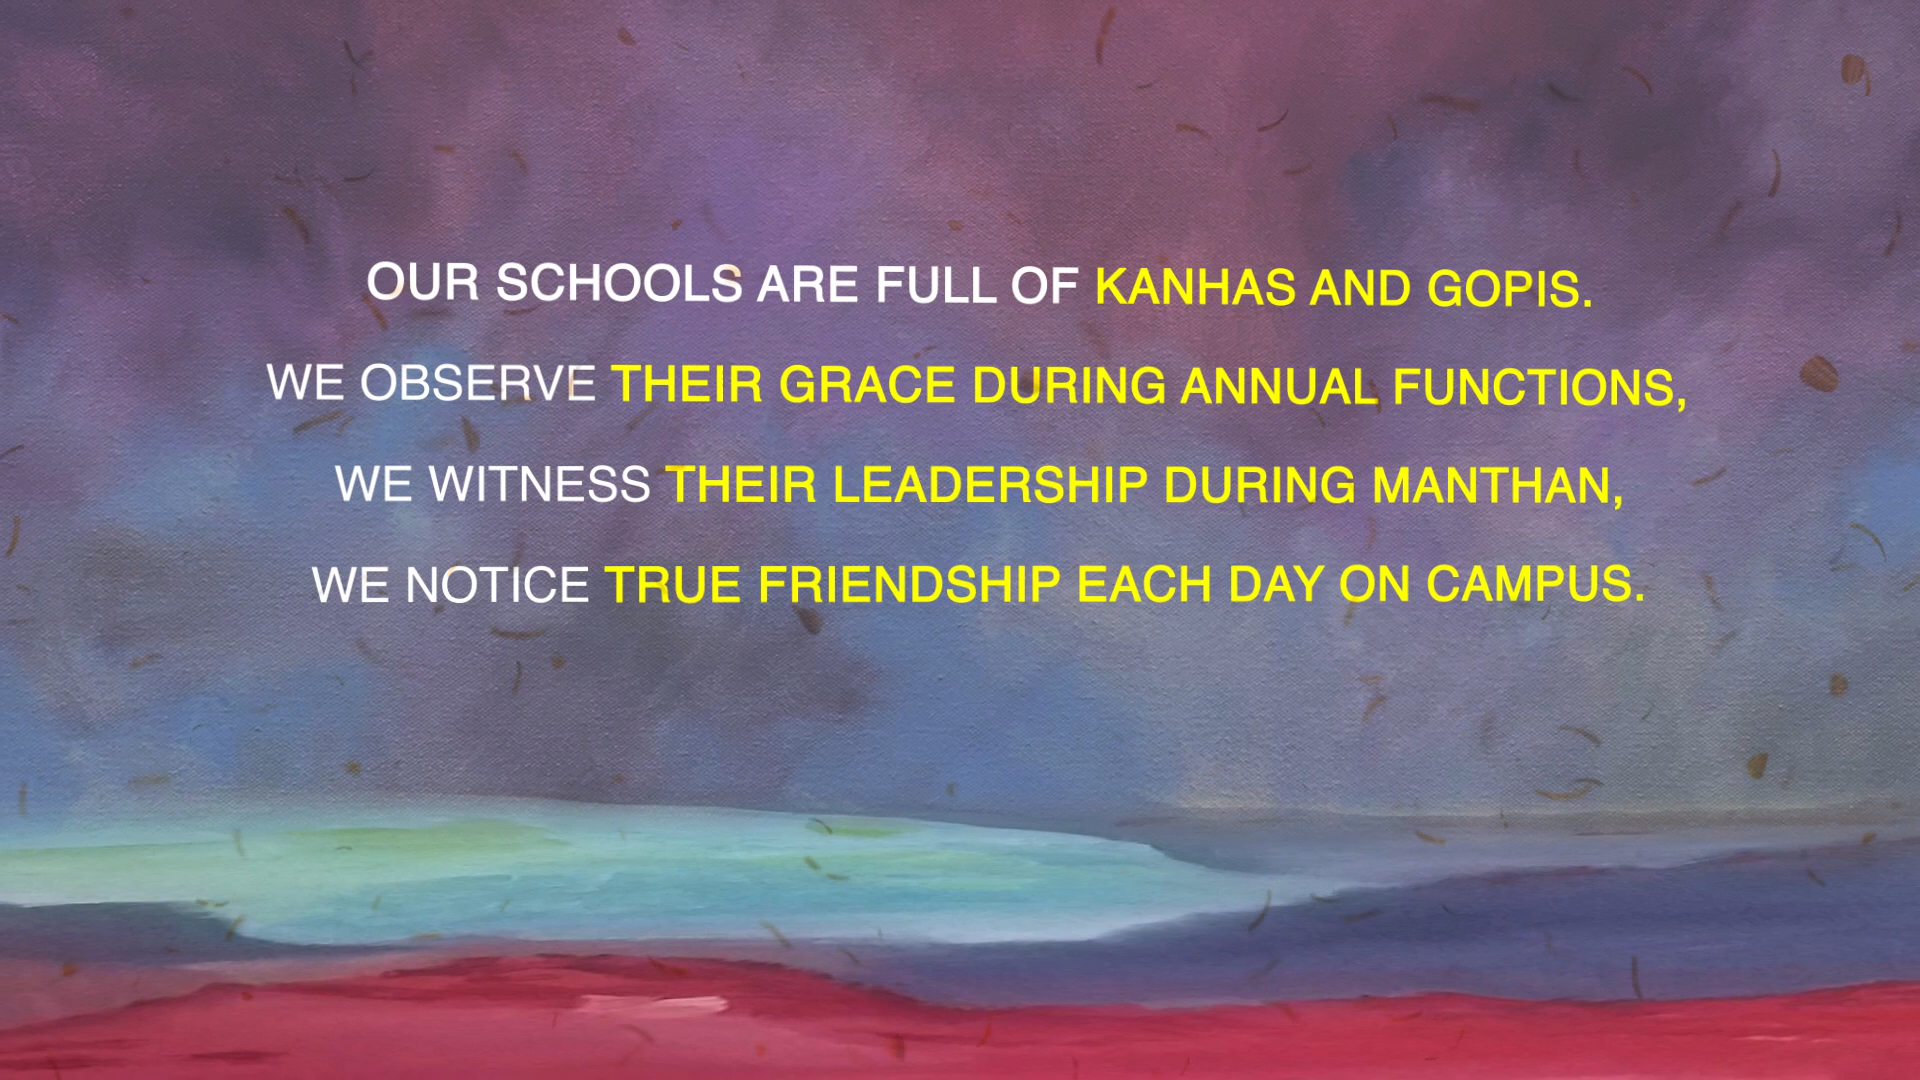 OUR SCHOOLS ARE FULL OF KANHAS AND GOPIS.
WE OBSERVE THEIR GRACE DURING ANNUAL FUNCTIONS,
WE WITNESS THEIR LEADERSHIP DURING MANTHAN,
WE NOTICE TRUE FRIENDSHIP EACH DAY ON CAMPUS.